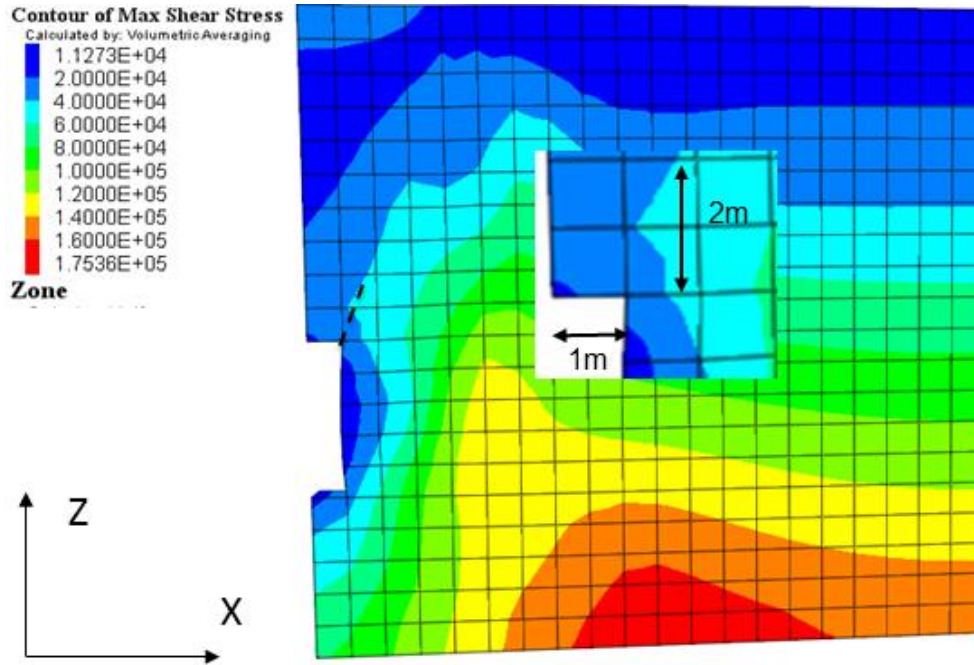 Contour of Max Shear Stress
Calculated by: Volumetric Averaging
1.1273E+04
2.0000E+04
4.0000E+04
6.0000E+04
8.0000E+04
1.0000E+05
1.2000E+05
1.4000E+05
1.6000E+05
1.7536E+05
Zone
2m
1m
Z
X